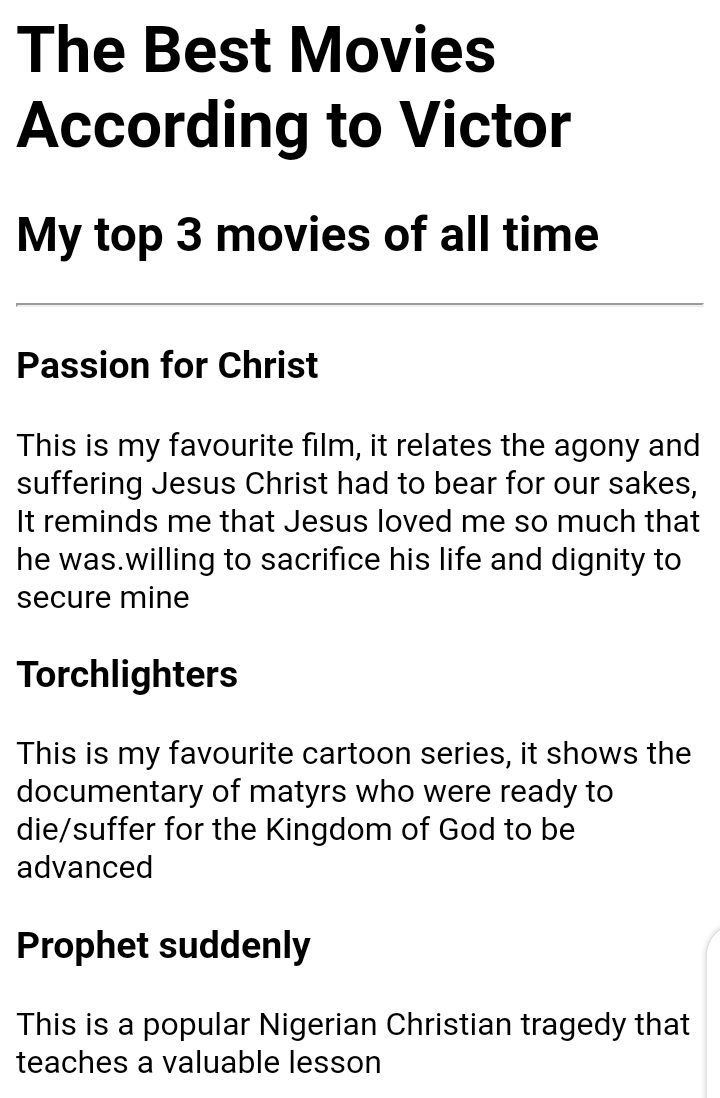 The Best Movies
According to Victor
My top 3 movies of all time
Passion for Christ
This is my favourite film, it relates the agony and
suffering Jesus Christ had to bear for our sakes,
It reminds me that Jesus loved me so much that
he was.willing to sacrifice his life and dignity to
secure mine
Torchlighters
This is my favourite cartoon series, it shows the
documentary of matyrs who were ready to
die/suffer for the Kingdom of God to be
advanced
Prophet suddenly
This is a popular Nigerian Christian tragedy that
teaches a valuable lesson